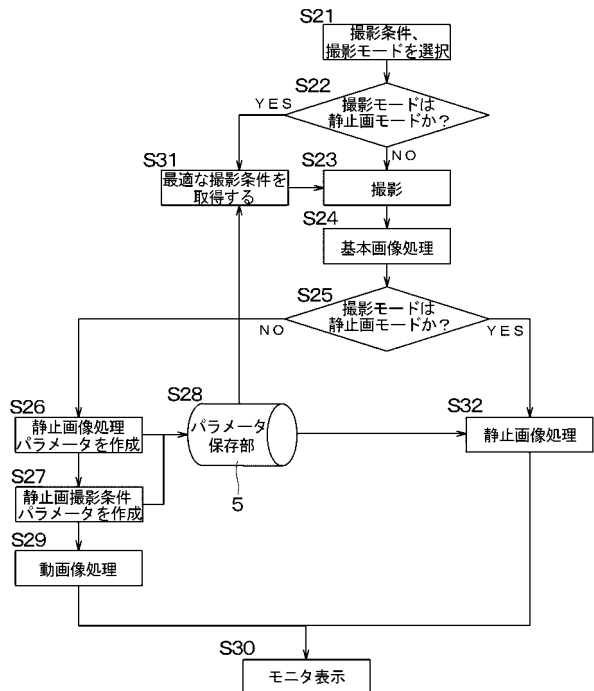 S21
撮影条件、
撮影モードを選択
S22
撮影モードは
静止画モードか？
YES
NO
S31
最適な撮影条件を
取得する
S23
撮影
S24
基本画像処理
S25
撮影モードは
静止画モードか？
NO
YES
S26
静止画像処理
パラメータを作成
S28
パラメータ
保存部
5
S32
静止画像処理
S27
静止画撮影条件
パラメータを作成
S29
動画像処理
S30
モニタ表示